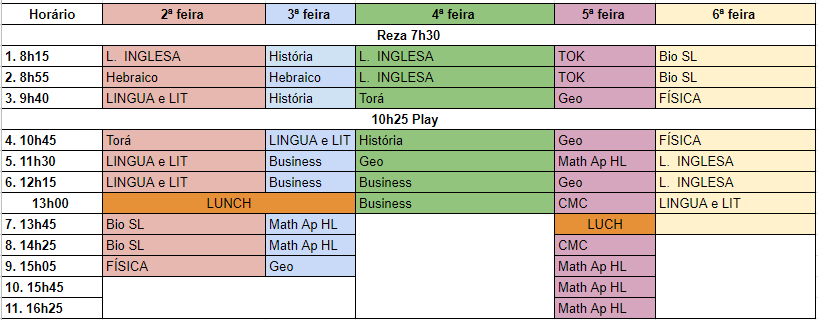 Horário 2ª feira 3ª feira 4ª feira 5ª feira 6ª feira
Reza 7h30
1. 8h15 L. INGLESA História L. INGLESA TOK Bio SL
2. 8h55 Hebraico Hebraico L. INGLESA TOK Bio SL
3. 9h40 LINGUA e LIT História Torá Geo FÍSICA
10h25 Play
4. 10h45 Torá LINGUA e LIT História Geo FÍSICA
5. 11h30 LINGUA e LIT Business Geo Math Ap HL L. INGLESA
6. 12h15 LINGUA e LIT Business Business Geo L. INGLESA
13h00 LUNCH Business CMC LINGUA e LIT
7. 13h45 Bio SL Math Ap HL LUCH
8. 14h25 Bio SL Math Ap HL CMC
9. 15h05 FÍSICA Geo Math Ap HL
10. 15h45 Math Ap HL
11. 16h25 Math Ap HL